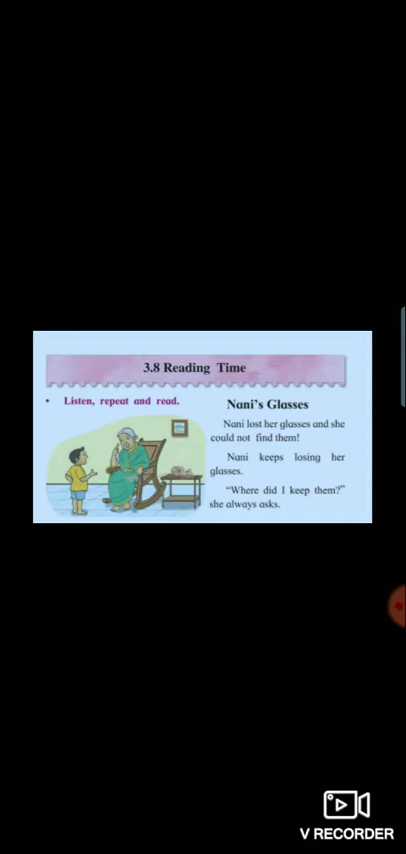 3.8 Reading Time
• Listen, repeat and read.
Nani's Glasses
Nani lost her glasses and she
could not find them!
Nani keeps losing her
glasses.
"Where did I keep them?"
she always asks.
V RECORDER